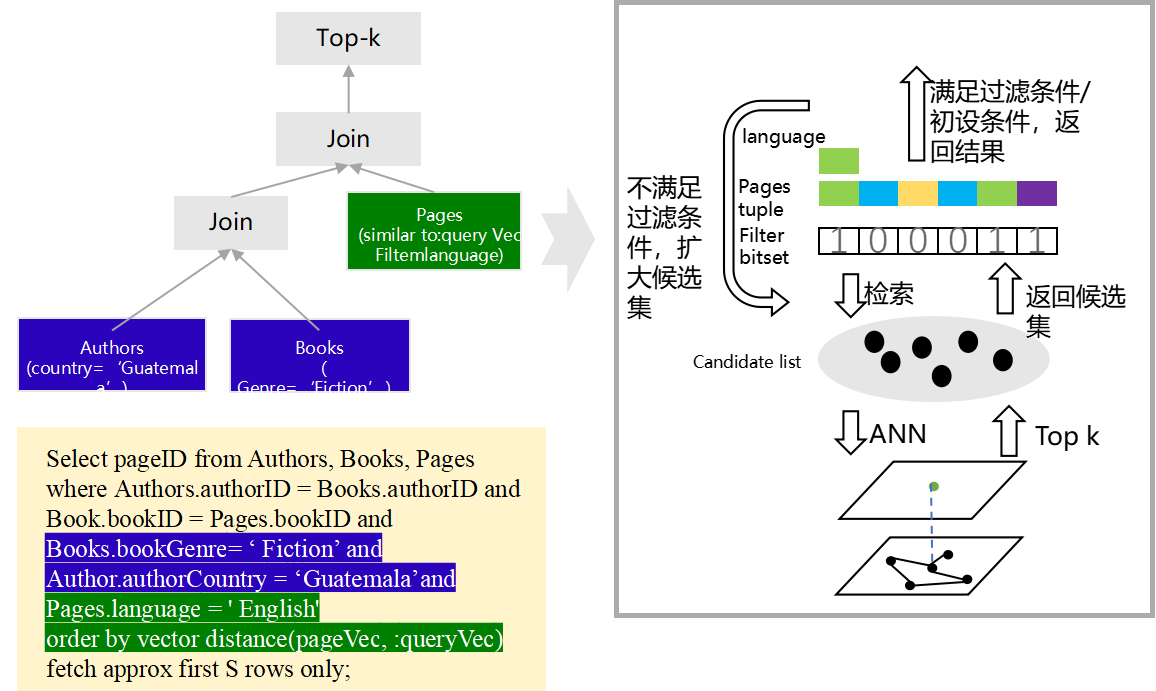 Top-k
Join
Join
Pages
(similar to:query Vec
Filtemlanguage)
Authors
(country= ‘Guatemal
a’)
Books
(
Genre= ‘Fiction’)
Select pageID from Authors, Books, Pages
where Authors.authorID = Books.authorID and
Book.bookID = Pages.bookID and
Books.bookGenre= ‘ Fiction’ and
Author.authorCountry = ‘Guatemala’and
Pages.language = ' English'
order by vector distance(pageVec, :queryVec)
fetch approx first S rows only;
满足过滤条件/
初设条件，返
回结果
language
不满足
过滤条
件，扩
大候选
集
Pages
tuple
Filter
bitset
1 0 0 0 1 1
检索
返回候选
集
Candidate list
ANN
Top k